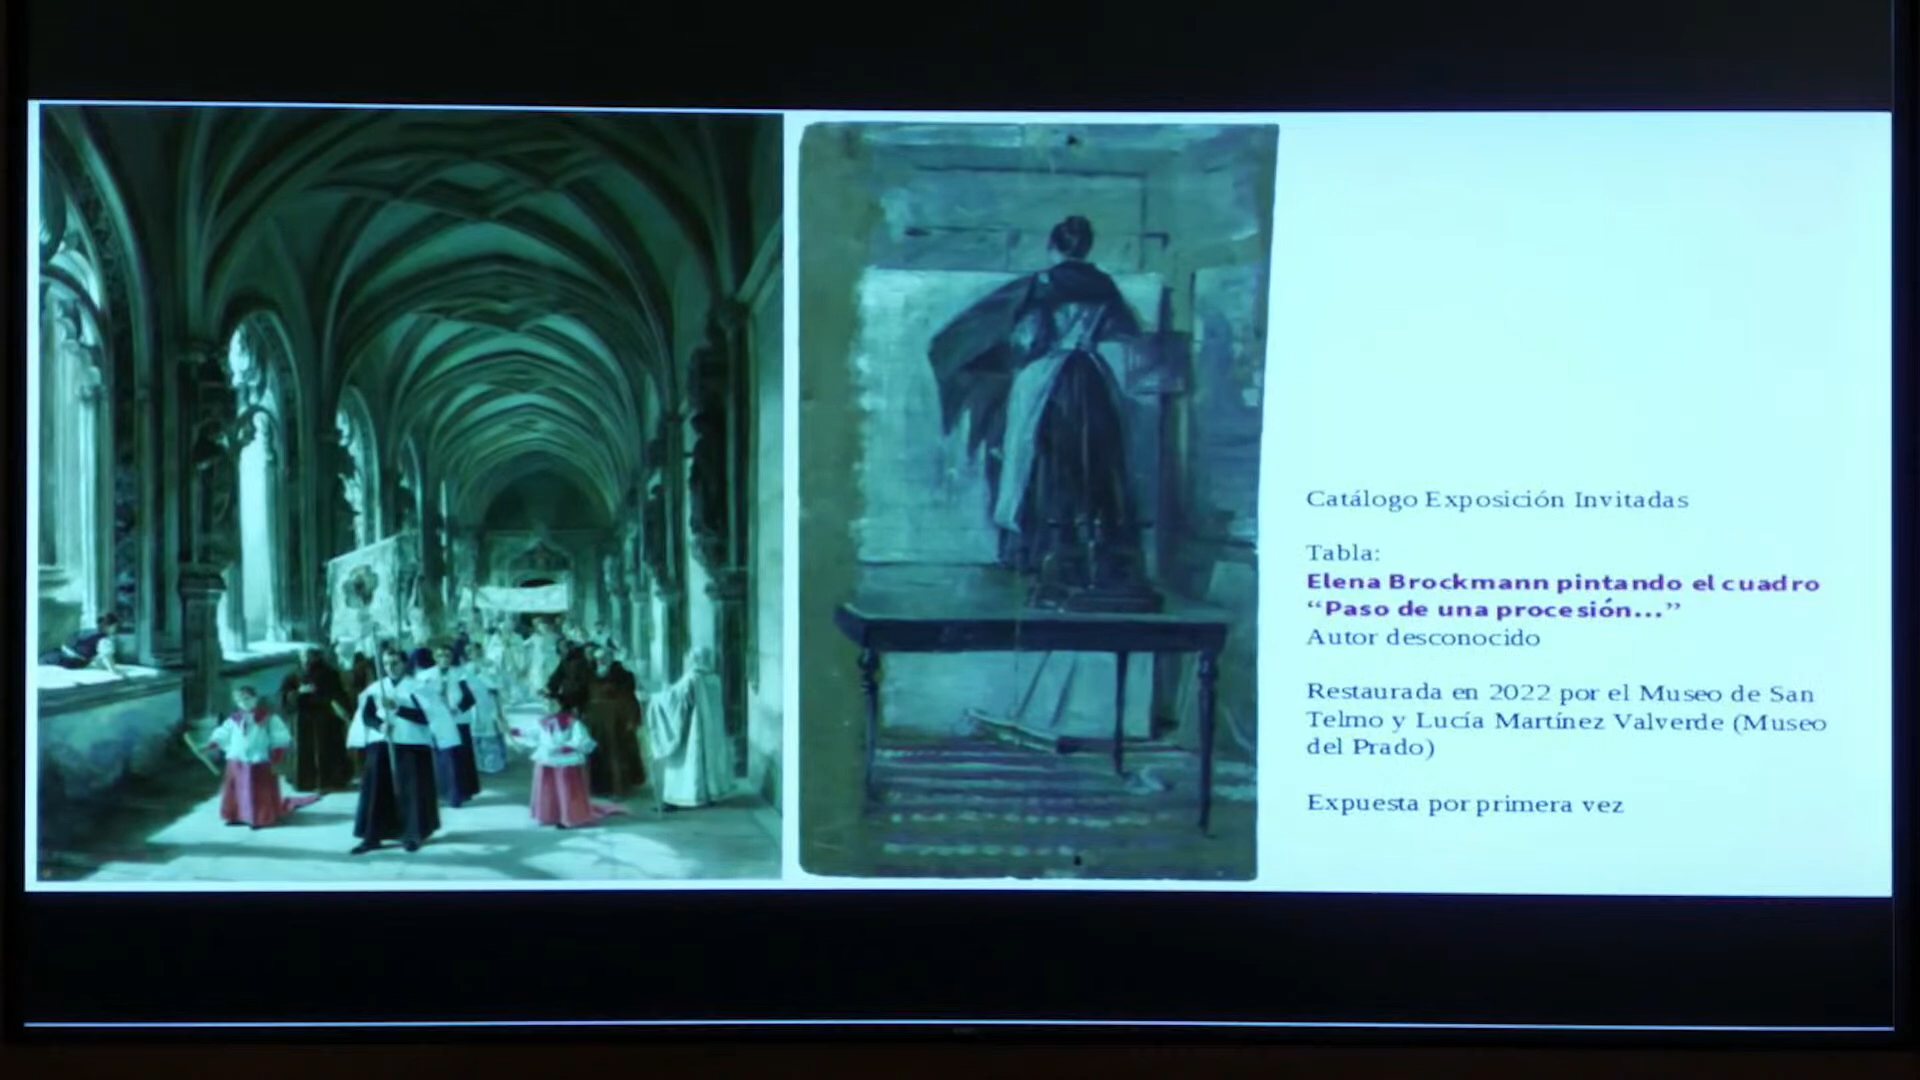 Catálogo Exposición Invitadas
Tabla:
Elena Brockmann pintando el cuadro
“Paso de una procesión...”
Autor desconocido
Restaurada en 2022 por el Museo de San
Telmo y Lucía Martínez Valverde (Museo
del Prado)
Expuesta por primera vez